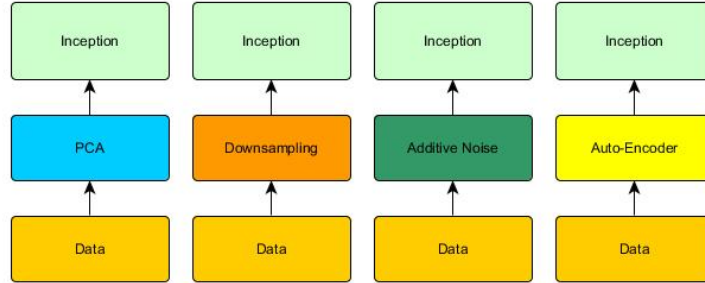 Inception Inception Inception Inception
PCA Downsampling Additive Noise Auto-Encoder
Data Data Data Data